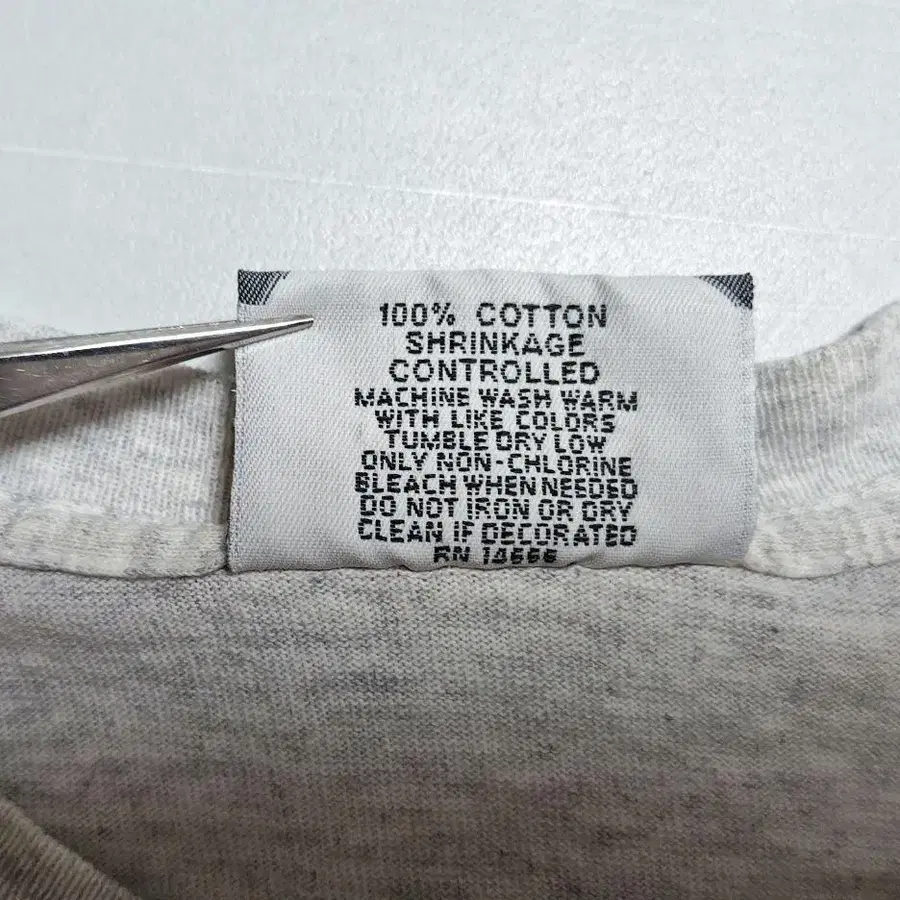 100% COTTON
SHRINKAGE
CONTROLLED
MACHINE WASH WARM
WITH LIKE COLORS
TUMBLE DRY LOW
ONLY NON-CHLORINE
BLEACH WHEN NEEDED
DO NOT IRON OR DRY
CLEAN IF DECORATED
RN